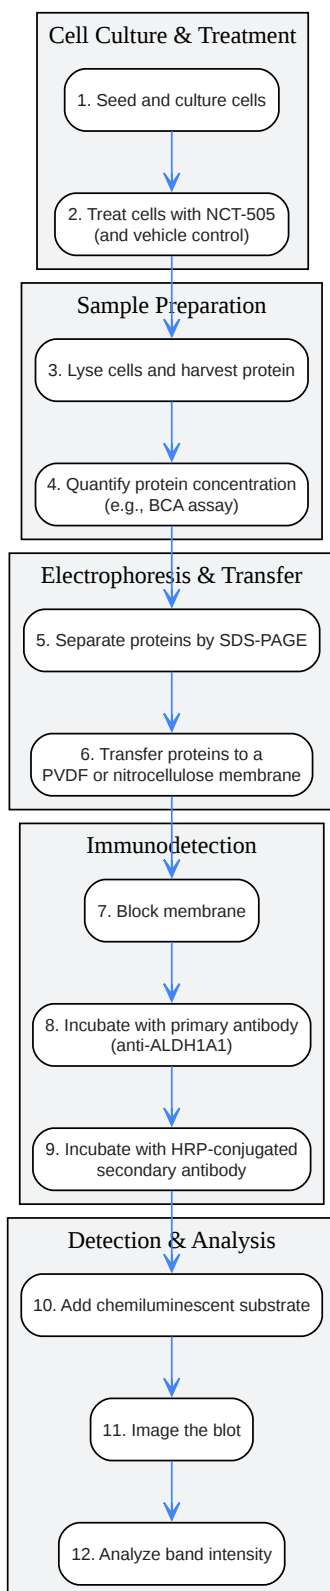 Cell Culture & Treatment
1. Seed and culture cells
2. Treat cells with NCT-505
(and vehicle control)
Sample Preparation
3. Lyse cells and harvest protein
4. Quantify protein concentration
(e.g., BCA assay)
Electrophoresis & Transfer
5. Separate proteins by SDS-PAGE
6. Transfer proteins to a
PVDF or nitrocellulose membrane
Immunodetection
7. Block membrane
8. Incubate with primary antibody
(anti-ALDH1A1)
9. Incubate with HRP-conjugated
secondary antibody
Detection & Analysis
10. Add chemiluminescent substrate
11. Image the blot
12. Analyze band intensity